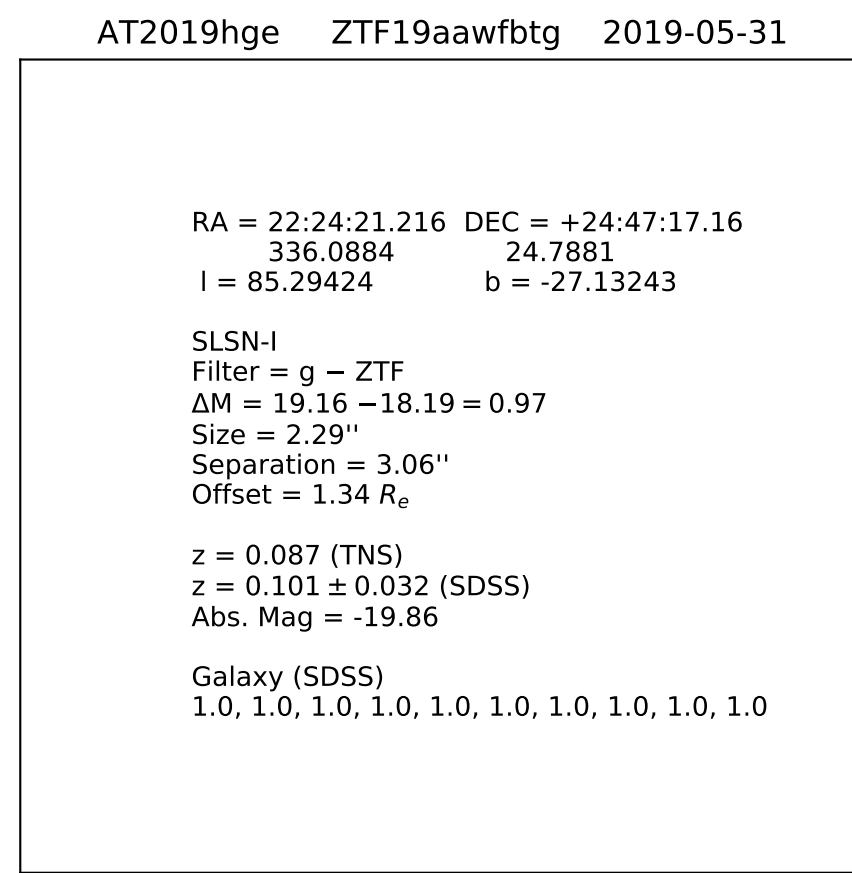 AT2019hge ZTF19aawfbtg 2019-05-31
RA = 22:24:21.216 DEC = +24:47:17.16
336.0884 24.7881
l = 85.29424 b = -27.13243
SLSN-I
Filter = g − ZTF
ΔM = 19.16 −18.19 = 0.97
Size = 2.29''
Separation = 3.06''
Offset = 1.34 Rₑ
z = 0.087 (TNS)
z = 0.101 ± 0.032 (SDSS)
Abs. Mag = -19.86
Galaxy (SDSS)
1.0, 1.0, 1.0, 1.0, 1.0, 1.0, 1.0, 1.0, 1.0, 1.0